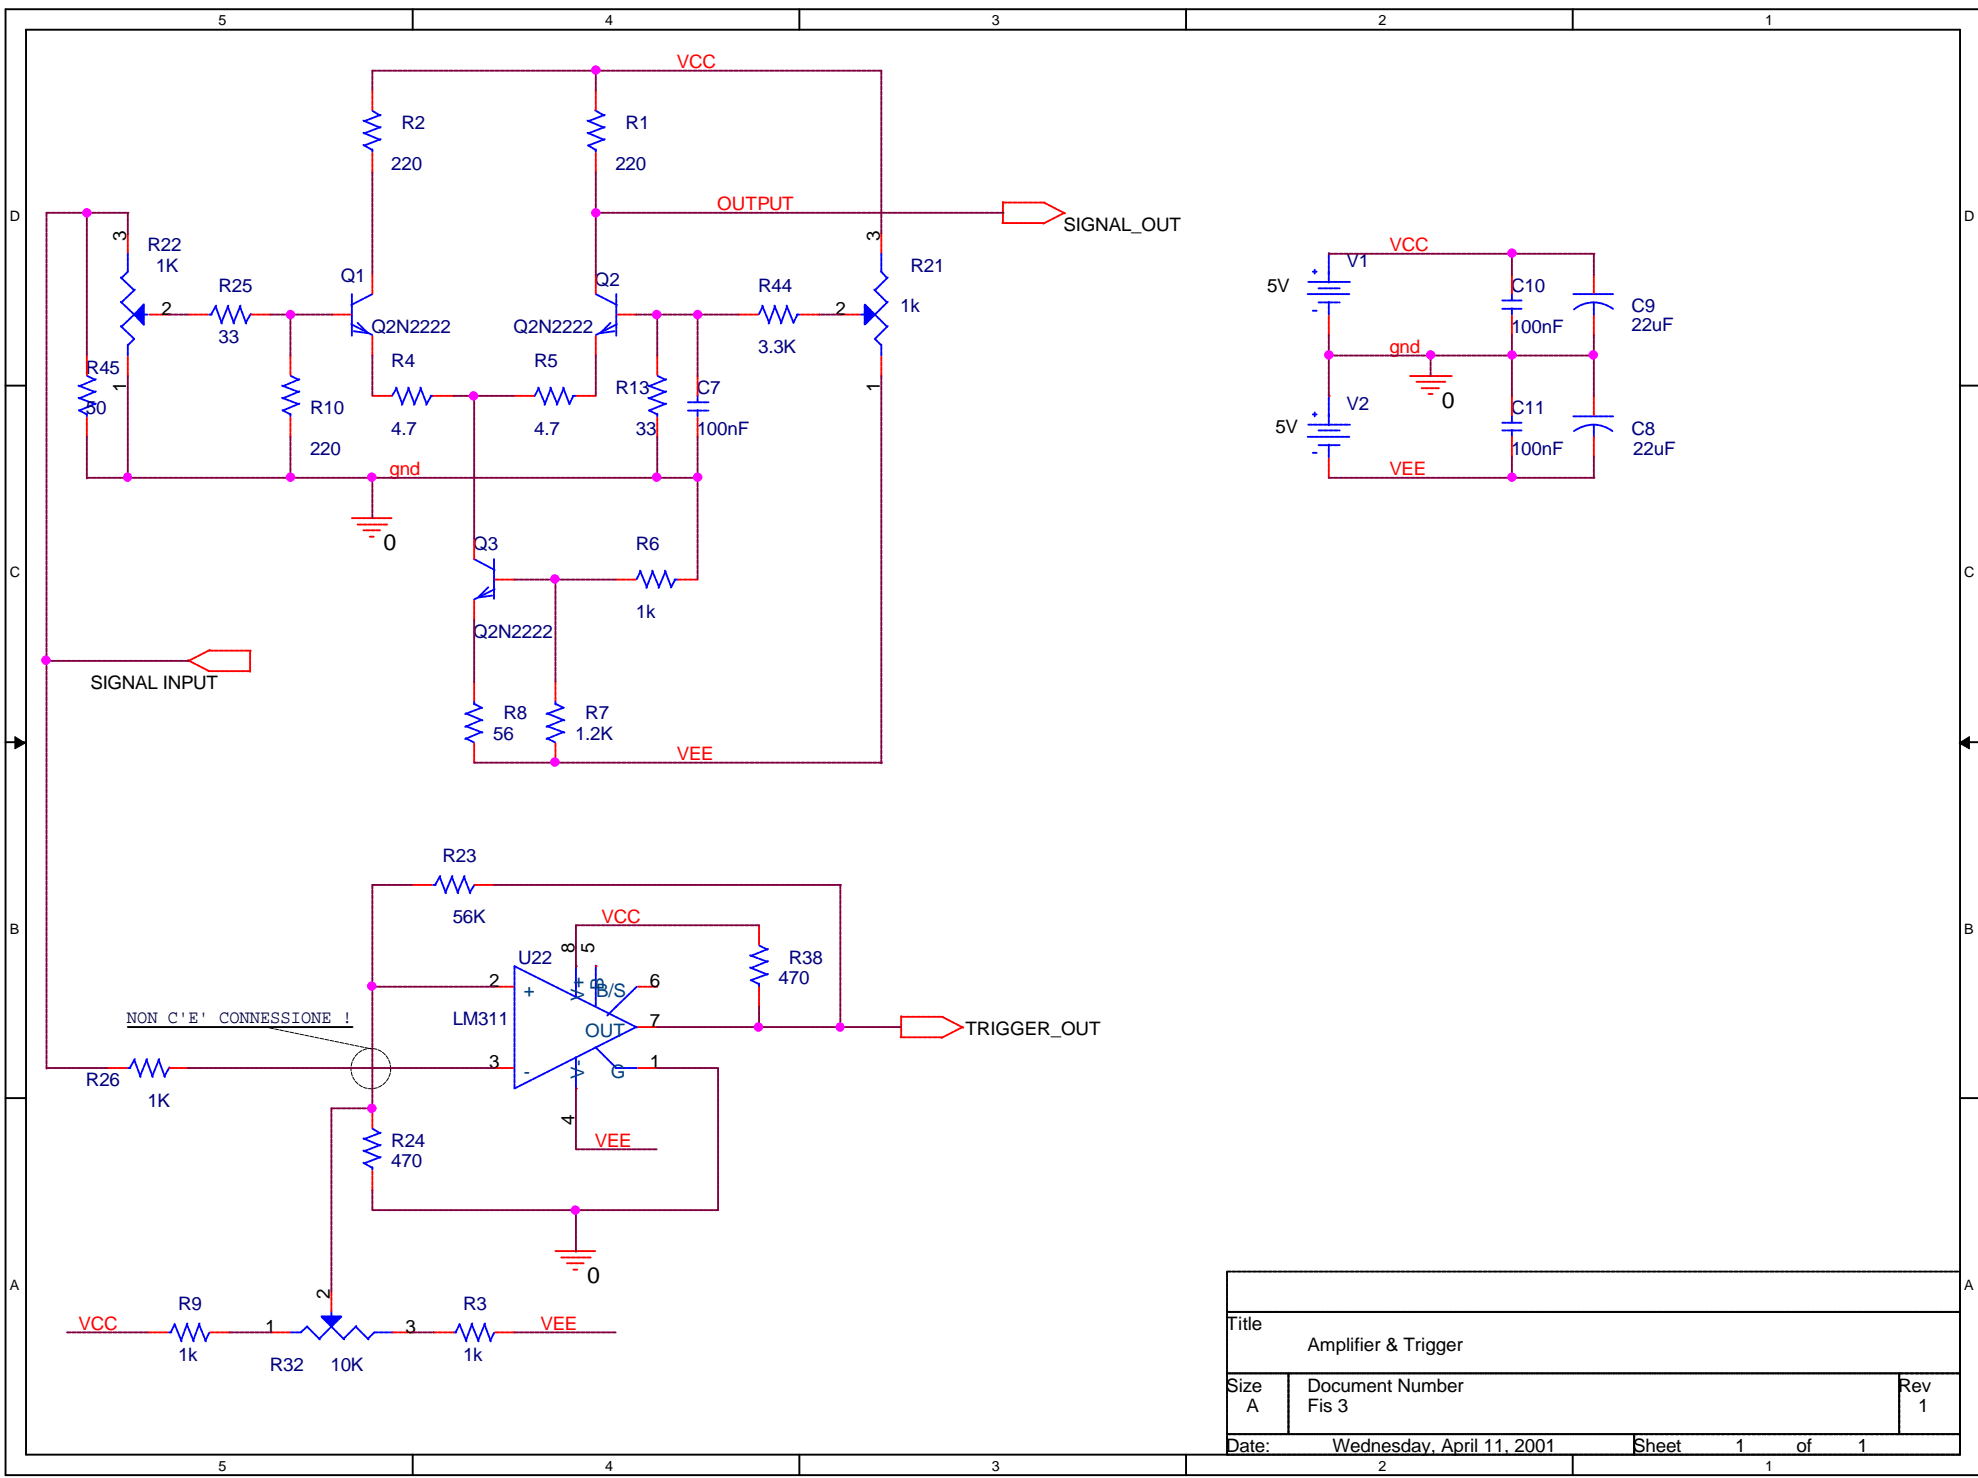 5 4 3 2 1
D
D
C
C
B
B
A
A
VCC
R2
220
R1
220
OUTPUT
SIGNAL_OUT
3
R22
1K
2
1
R25
33
R45
50
R10
220
Q1
Q2N2222
Q2
Q2N2222
R4
4.7
R5
4.7
R44
3.3K
3
R21
1k
2
1
R13
33
C7
100nF
gnd
0
Q3
Q2N2222
R6
1k
R8
56
R7
1.2K
VEE
SIGNAL INPUT
VCC
V1
5V
C10
100nF
C9
22uF
gnd
0
V2
5V
C11
100nF
C8
22uF
VEE
R23
56K
VCC
8
5
U22
R38
470
2
+
V+
B
B/S
6
LM311
OUT
7
TRIGGER_OUT
NON C'E' CONNESSIONE !
3
-
V-
G
1
R26
1K
4
VEE
R24
470
0
2
VCC
R9
1k
1
R32
10K
3
R3
1k
VEE
Title
Amplifier & Trigger
Size
A
Document Number
Fis 3
Rev
1
Date: Wednesday, April 11, 2001 Sheet 1 of 1
5 4 3 2 1